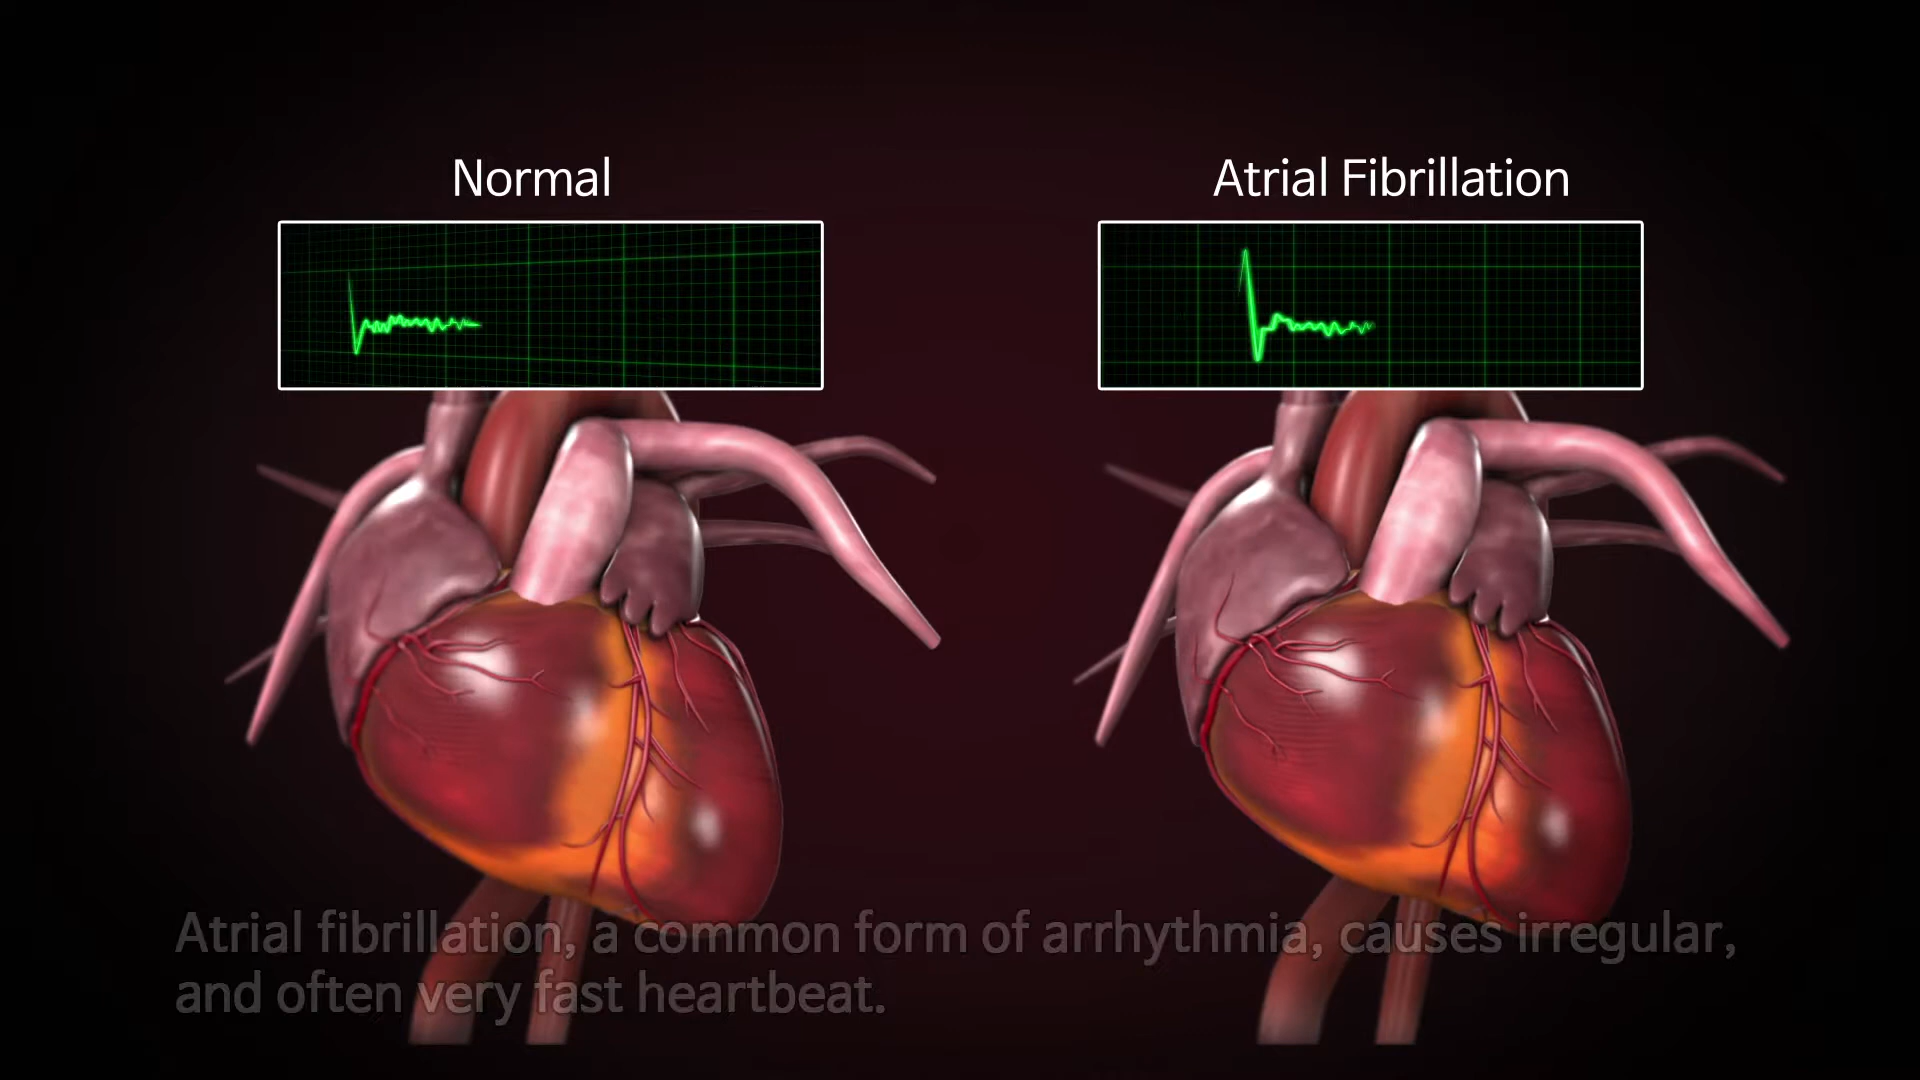 Normal
Atrial Fibrillation
Atrial fibrillation, a common form of arrhythmia, causes irregular,
and often very fast heartbeat.